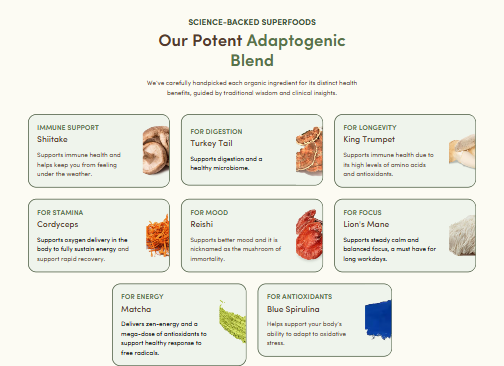 SCIENCE-BACKED SUPERFOODS
Our Potent Adaptogenic
Blend
We've carefully handpicked each organic ingredient for its distinct health
benefits, guided by traditional wisdom and clinical insights.
IMMUNE SUPPORT
Shiitake
Supports immune health and
helps keep you from feeling
under the weather.
FOR DIGESTION
Turkey Tail
Supports digestion and a
healthy microbiome.
FOR LONGEVITY
King Trumpet
Supports immune health due to
its high levels of amino acids
and antioxidants.
FOR STAMINA
Cordyceps
Supports oxygen delivery in the
body to fully sustain energy and
support rapid recovery.
FOR MOOD
Reishi
Supports better mood and it is
nicknamed as the mushroom of
immortality.
FOR FOCUS
Lion's Mane
Supports steady calm and
balanced focus, a must have for
long workdays.
FOR ENERGY
Matcha
Delivers zen-energy and a
mega-dose of antioxidants to
support healthy response to
free radicals.
FOR ANTIOXIDANTS
Blue Spirulina
Helps support your body's
ability to adapt to oxidative
stress.